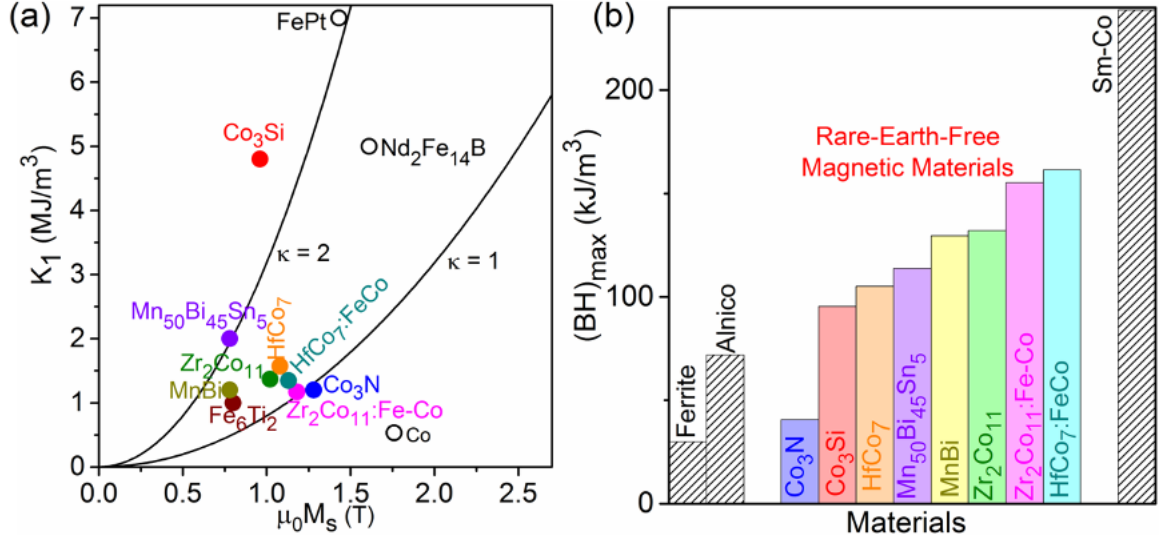 (a)
7
6
5
4
3
2
1
0
K₁ (MJ/m³)
0.0 0.5 1.0 1.5 2.0 2.5
μ₀Mₛ (T)
FePt
Co₃Si
Nd₂Fe₁₄B
κ = 2
κ = 1
Mn₅₀Bi₄₅Sn₅
HfCo₇
HfCo₇:FeCo
Zr₂Co₁₁
MnBi
Co₃N
Fe₆Ti₂
Zr₂Co₁₁:Fe-Co
Co
(b)
200
100
0
(BH)ₘₐₓ (kJ/m³)
Rare-Earth-Free
Magnetic Materials
Ferrite
Alnico
Co₃N
Co₃Si
HfCo₇
Mn₅₀Bi₄₅Sn₅
MnBi
Zr₂Co₁₁
Zr₂Co₁₁:Fe-Co
HfCo₇:FeCo
Sm-Co
Materials